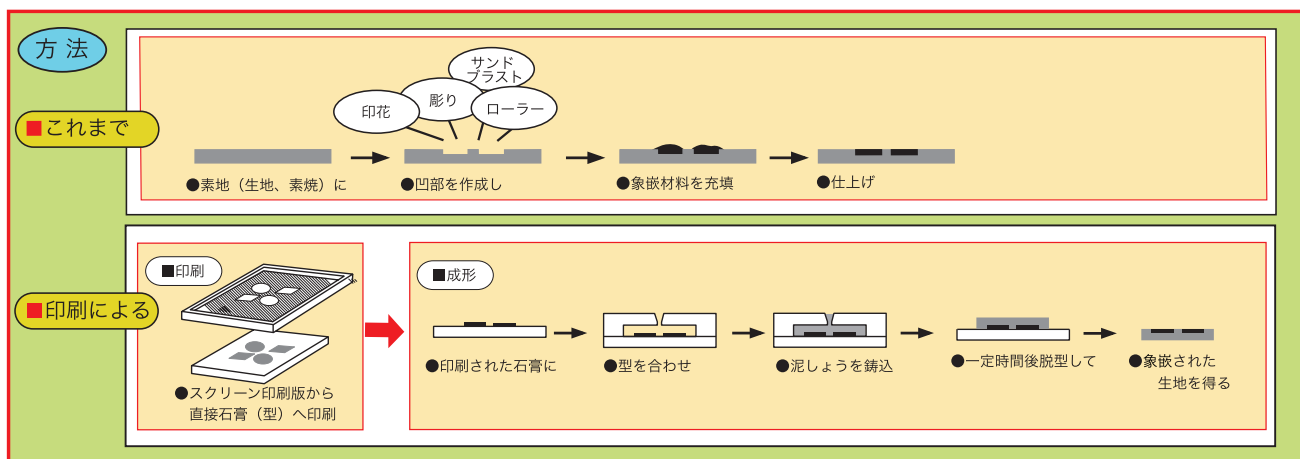 方法
■これまで
サンド
ブラスト
印花
彫り
ローラー
●素地（生地、素焼）に
●凹部を作成し
●象嵌材料を充填
●仕上げ
■印刷による
■印刷
●スクリーン印刷版から
直接石膏（型）へ印刷
■成形
●印刷された石膏に
●型を合わせ
●泥しょうを鋳込
●一定時間後脱型して
●象嵌された
生地を得る